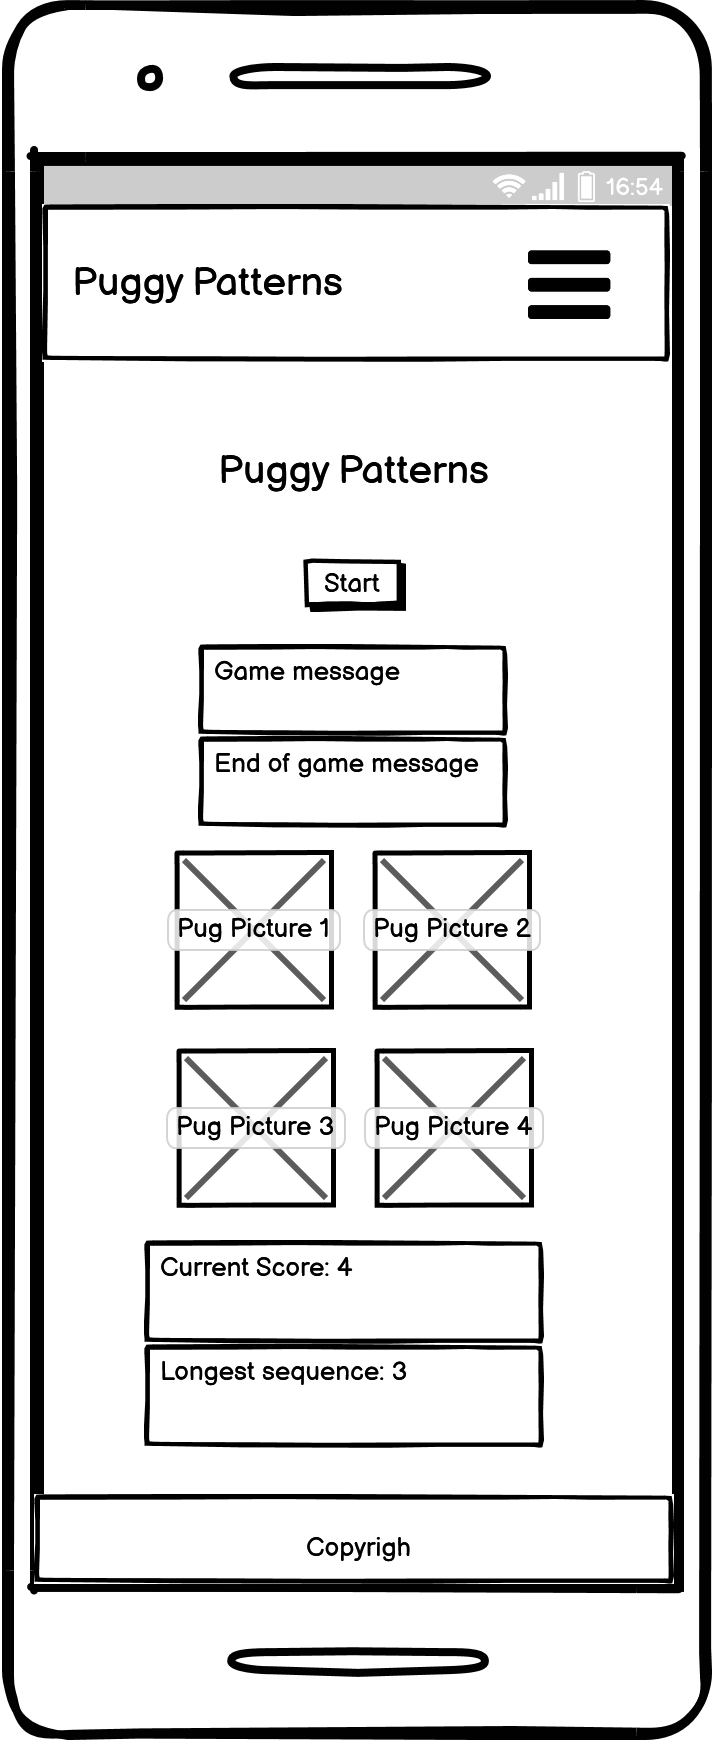 16:54
Puggy Patterns
Puggy Patterns
Start
Game message
End of game message
Pug Picture 1
Pug Picture 2
Pug Picture 3
Pug Picture 4
Current Score: 4
Longest sequence: 3
Copyrigh